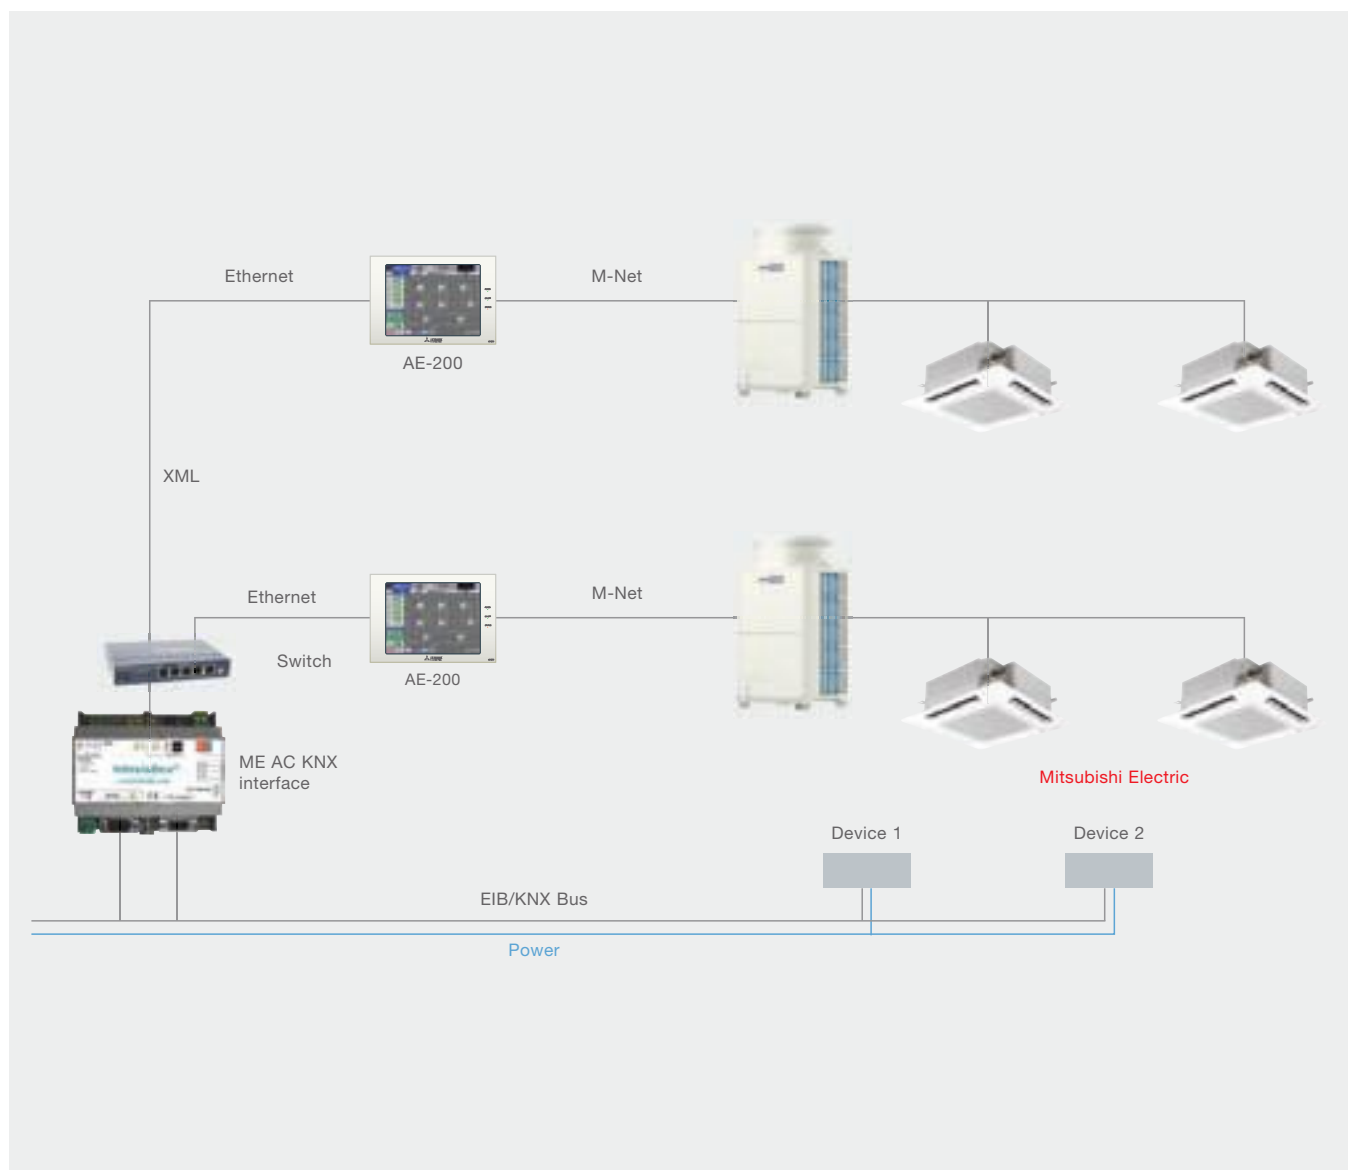 Ethernet
M-Net
AE-200
XML
Ethernet
M-Net
Switch
AE-200
ME AC KNX
interface
Mitsubishi Electric
Device 1
Device 2
EIB/KNX Bus
Power